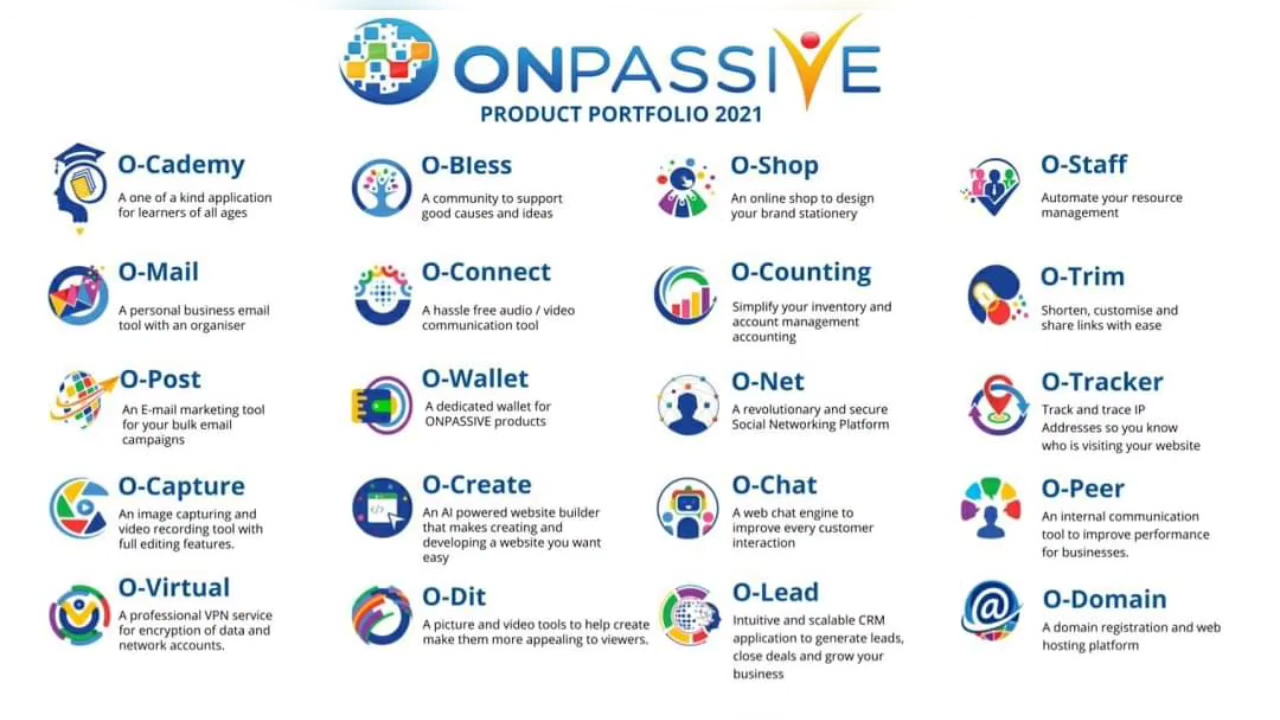 ONPASSIVE
PRODUCT PORTFOLIO 2021
O-Cademy
A one of a kind application
for learners of all ages
O-Bless
A community to support
good causes and ideas
O-Shop
An online shop to design
your brand stationery
O-Staff
Automate your resource
management
O-Mail
A personal business email
tool with an organiser
O-Connect
A hassle free audio / video
communication tool
O-Counting
Simplify your inventory and
account management
accounting
O-Trim
Shorten, customise and
share links with ease
O-Post
An E-mail marketing tool
for your bulk email
campaigns
O-Wallet
A dedicated wallet for
ONPASSIVE products
O-Net
A revolutionary and secure
Social Networking Platform
O-Tracker
Track and trace IP
Addresses so you know
who is visiting your website
O-Capture
An image capturing and
video recording tool with
full editing features.
O-Create
An AI powered website builder
that makes creating and
developing a website you want
easy
O-Chat
A web chat engine to
improve every customer
interaction
O-Peer
An internal communication
tool to improve performance
for businesses.
O-Virtual
A professional VPN service
for encryption of data and
network accounts.
O-Dit
A picture and video tools to help create
make them more appealing to viewers.
O-Lead
Intuitive and scalable CRM
application to generate leads,
close deals and grow your
business
@
O-Domain
A domain registration and web
hosting platform